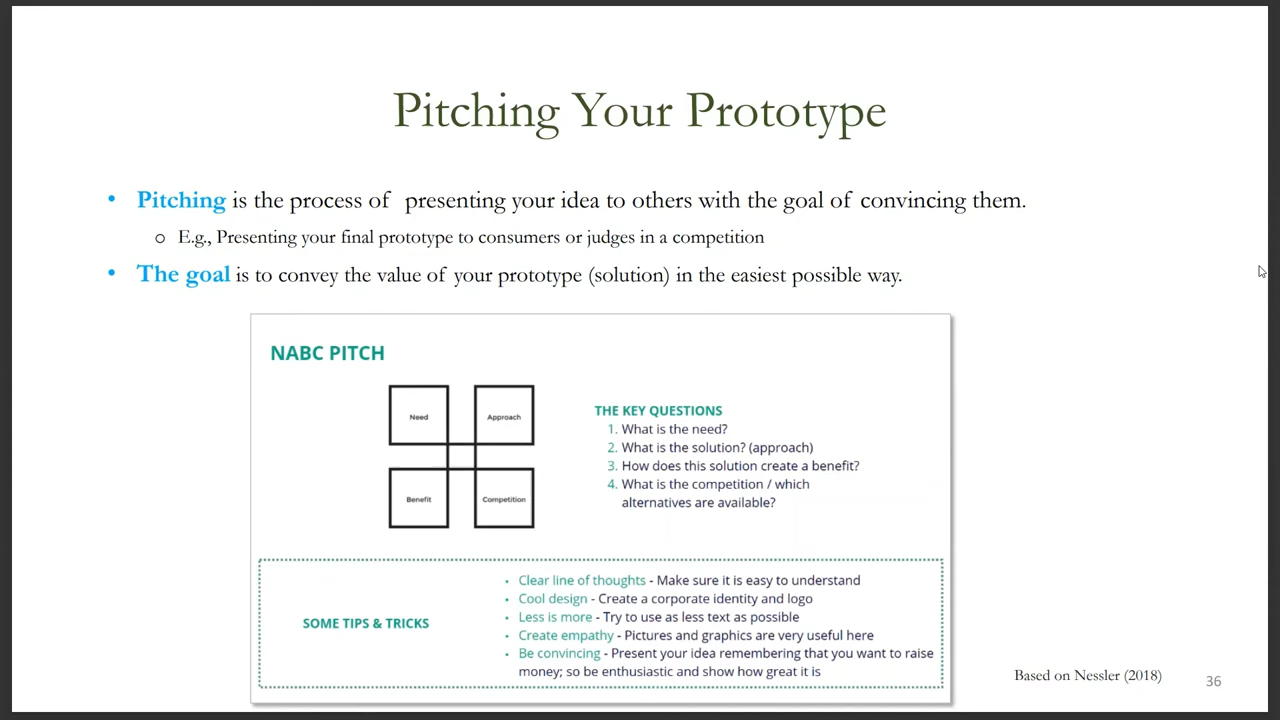 Pitching Your Prototype
• Pitching is the process of presenting your idea to others with the goal of convincing them.
o E.g., Presenting your final prototype to consumers or judges in a competition
• The goal is to convey the value of your prototype (solution) in the easiest possible way.
NABC PITCH
Need
Approach
Benefit
Competition
THE KEY QUESTIONS
1. What is the need?
2. What is the solution? (approach)
3. How does this solution create a benefit?
4. What is the competition / which
alternatives are available?
SOME TIPS & TRICKS
• Clear line of thoughts - Make sure it is easy to understand
• Cool design - Create a corporate identity and logo
• Less is more - Try to use as less text as possible
• Create empathy - Pictures and graphics are very useful here
• Be convincing - Present your idea remembering that you want to raise
money; so be enthusiastic and show how great it is
Based on Nessler (2018)
36